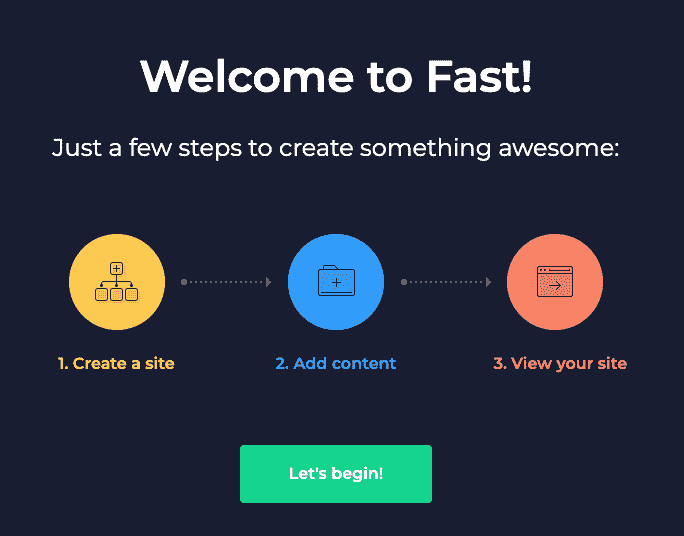 Welcome to Fast!
Just a few steps to create something awesome:
1. Create a site
2. Add content
3. View your site
Let's begin!